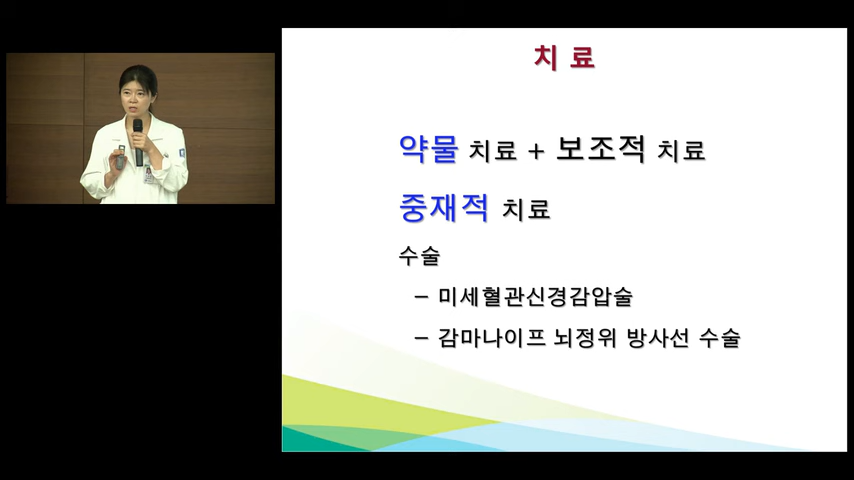 치 료
약물 치료 + 보조적 치료
중재적 치료
수술
– 미세혈관신경감압술
– 감마나이프 뇌정위 방사선 수술